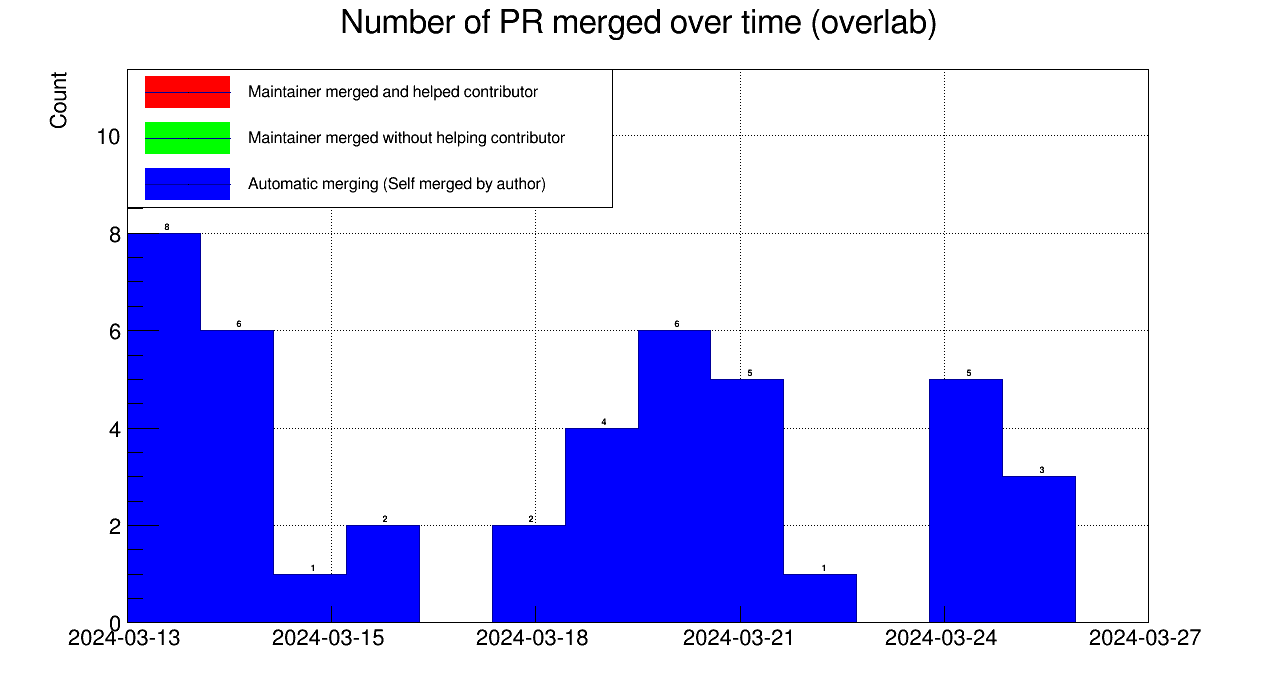 Number of PR merged over time (overlab)
Count
Maintainer merged and helped contributor
Maintainer merged without helping contributor
Automatic merging (Self merged by author)
10
8
6
4
2
0
8
6
1
2
2
4
6
5
1
5
3
2024-03-13 2024-03-15 2024-03-18 2024-03-21 2024-03-24 2024-03-27